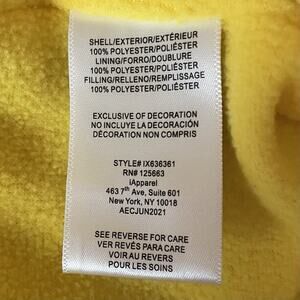 SHELL/EXTERIOR/EXTÉRIEUR
100% POLYESTER/POLIÉSTER
LINING/FORRO/DOUBLURE
100% POLYESTER/POLIÉSTER
FILLING/RELLENO/REMPLISSAGE
100% POLYESTER/POLIÉSTER
EXCLUSIVE OF DECORATION
NO INCLUYE LA DECORACIÓN
DÉCORATION NON COMPRIS
STYLE# IX636361
RN# 125663
iApparel
463 7th Ave, Suite 601
New York, NY 10018
AECJUN2021
SEE REVERSE FOR CARE
VER REVÉS PARA CARE
VOIR AU REVERS
POUR LES SOINS